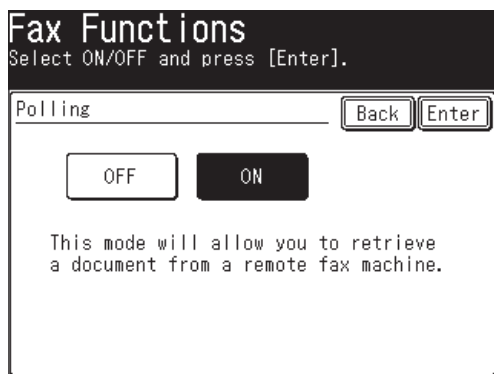 Fax Functions
Select ON/OFF and press [Enter].
Polling Back Enter
OFF ON
This mode will allow you to retrieve
a document from a remote fax machine.